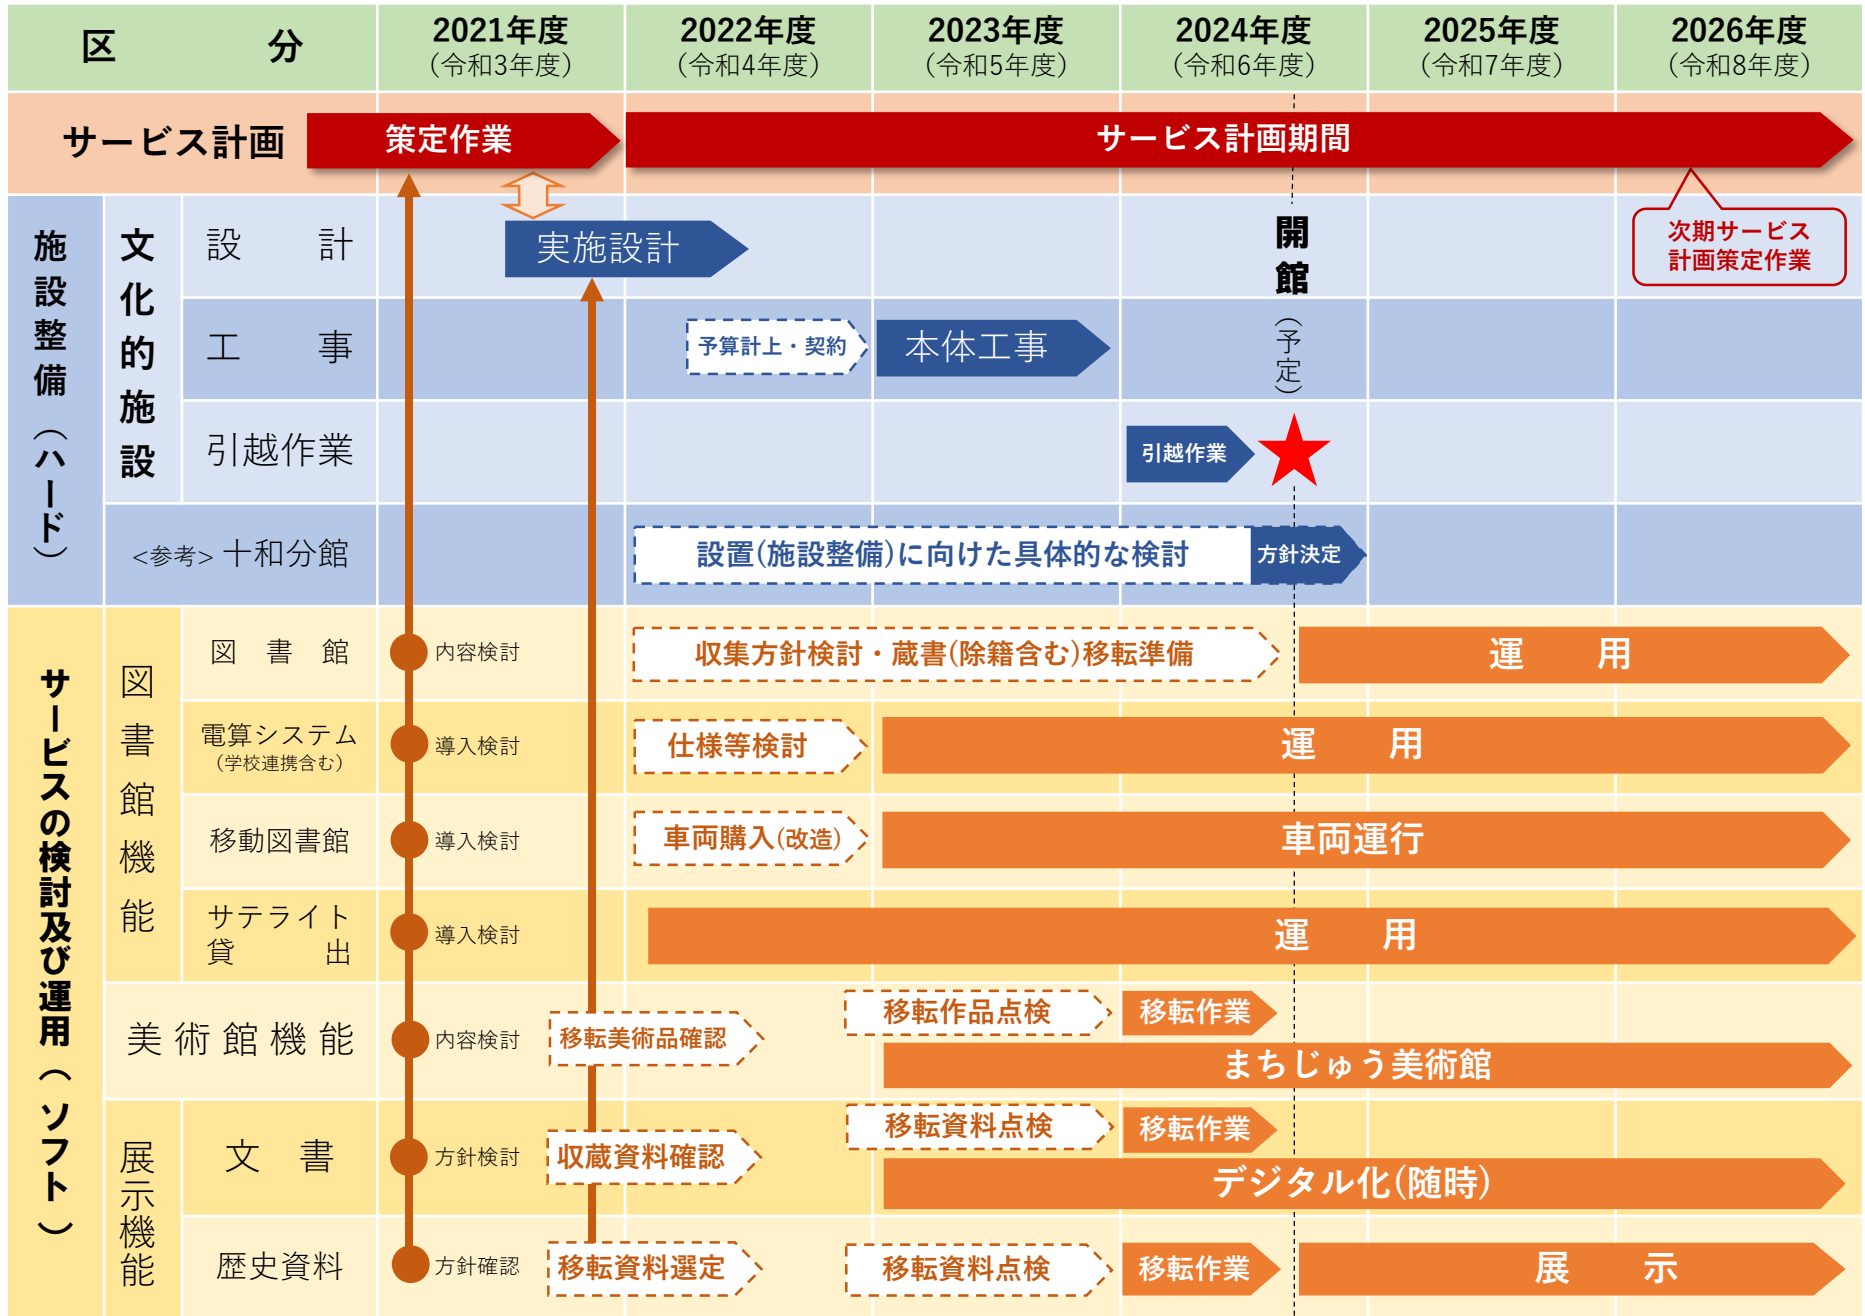 区 分
2021年度
(令和3年度)
2022年度
(令和4年度)
2023年度
(令和5年度)
2024年度
(令和6年度)
2025年度
(令和7年度)
2026年度
(令和8年度)
サービス計画
策定作業
サービス計画期間
次期サービス
計画策定作業
施設整備（ハード）
文化的施設
設 計
実施設計
開館（予定）
工 事
予算計上・契約
本体工事
引越作業
引越作業
<参考> 十和分館
設置(施設整備)に向けた具体的な検討
方針決定
サービスの検討及び運用（ソフト）
図書館機能
図 書 館
内容検討
収集方針検討・蔵書(除籍含む)移転準備
運 用
電算システム
（学校連携含む）
導入検討
仕様等検討
運 用
移動図書館
導入検討
車両購入(改造)
車両運行
サテライト
貸 出
導入検討
運 用
美術館機能
内容検討
移転美術品確認
移転作品点検
移転作業
まちじゅう美術館
展示機能
文 書
方針検討
収蔵資料確認
移転資料点検
移転作業
デジタル化(随時)
歴史資料
方針確認
移転資料選定
移転資料点検
移転作業
展 示